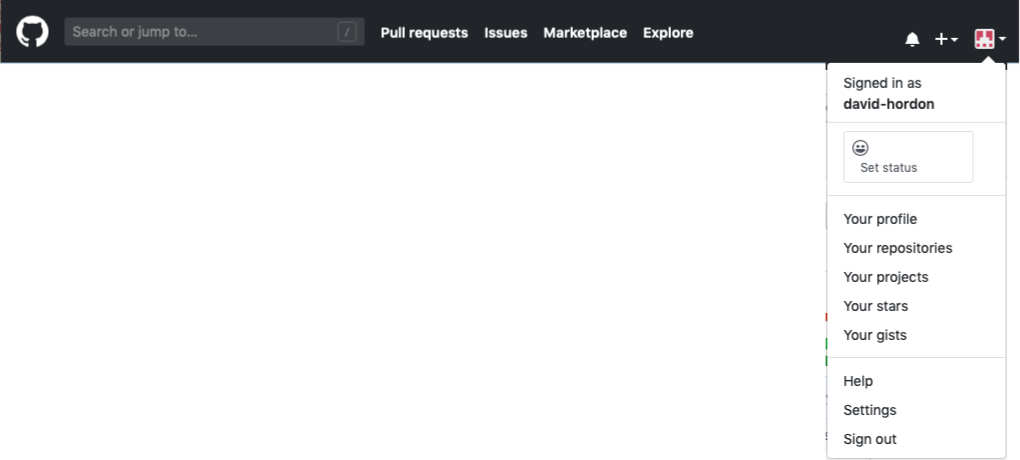 Search or jump to...
/
Pull requests
Issues
Marketplace
Explore
Signed in as
david-hordon
Set status
Your profile
Your repositories
Your projects
Your stars
Your gists
Help
Settings
Sign out